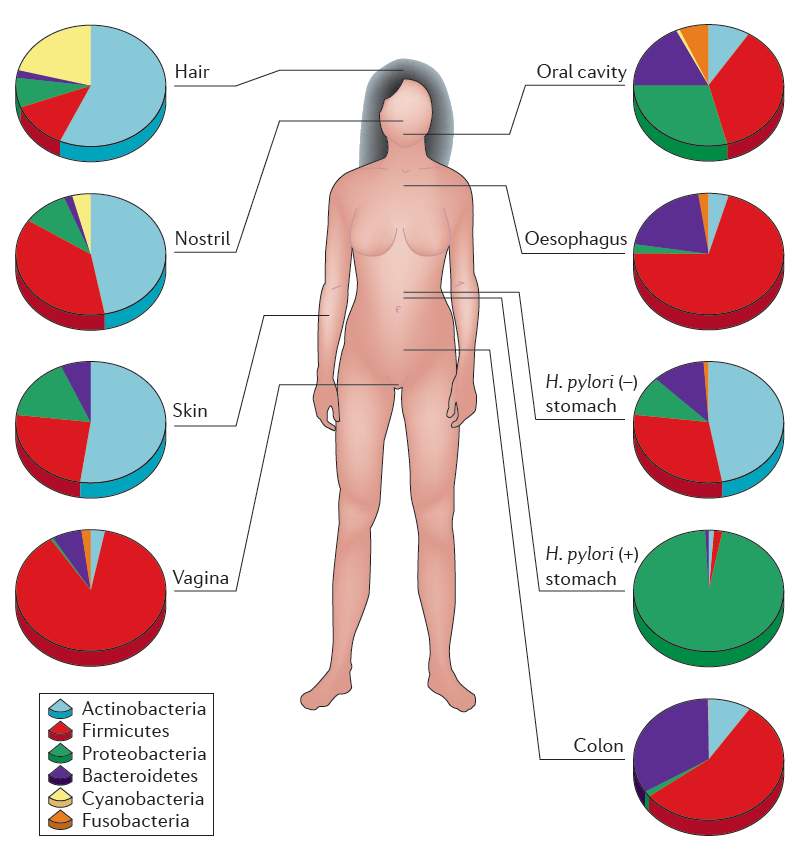 Hair
Nostril
Skin
Vagina
Oral cavity
Oesophagus
H. pylori (–)
stomach
H. pylori (+)
stomach
Colon
Actinobacteria
Firmicutes
Proteobacteria
Bacteroidetes
Cyanobacteria
Fusobacteria